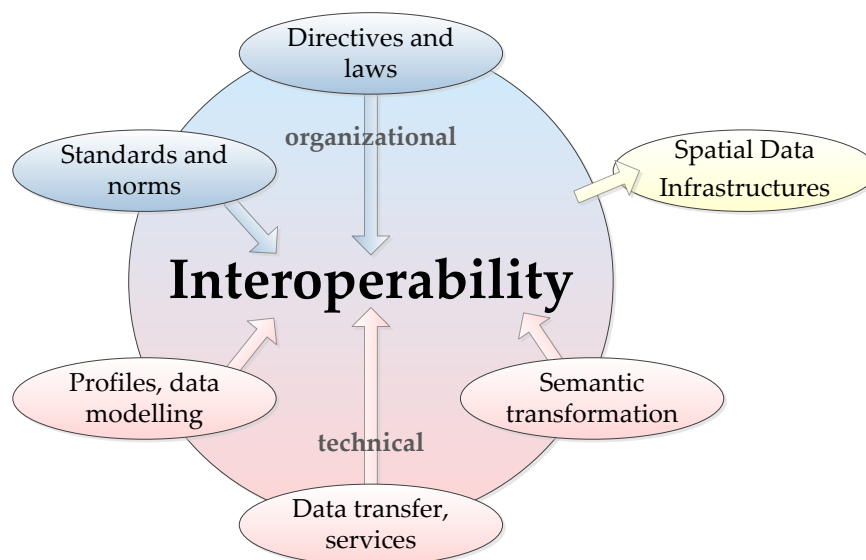 Directives and
laws
organizational
Standards and
norms
Spatial Data
Infrastructures
Interoperability
Profiles, data
modelling
Semantic
transformation
technical
Data transfer,
services